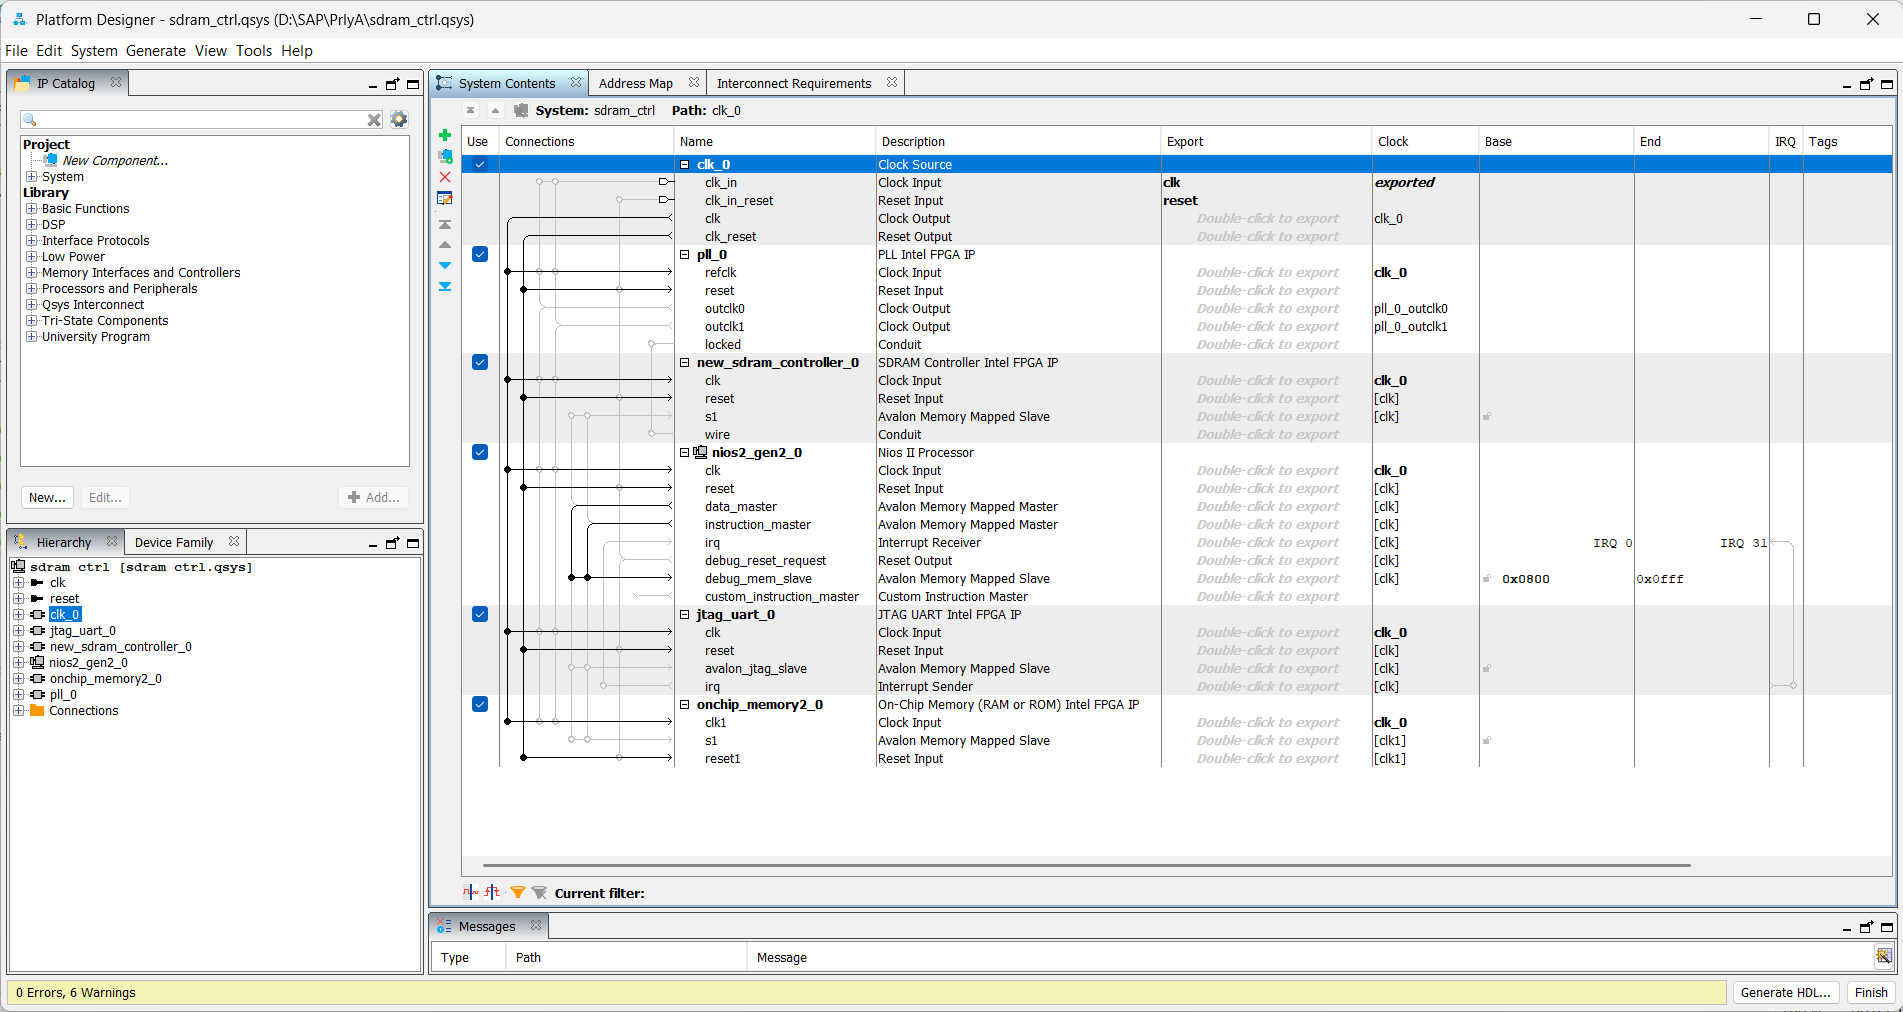 Platform Designer - sdram_ctrl.qsys (D:\SAP\PrlyA\sdram_ctrl.qsys)
File Edit System Generate View Tools Help
IP Catalog
Project
New Component...
System
Library
Basic Functions
DSP
Interface Protocols
Low Power
Memory Interfaces and Controllers
Processors and Peripherals
Qsys Interconnect
Tri-State Components
University Program
New... Edit... Add...
Hierarchy Device Family
sdram ctrl [sdram ctrl.qsys]
clk
reset
clk_0
jtag_uart_0
new_sdram_controller_0
nios2_gen2_0
onchip_memory2_0
pll_0
Connections
System Contents Address Map Interconnect Requirements
System: sdram_ctrl Path: clk_0
Use Connections Name Description Export Clock Base End IRQ Tags
clk_0 Clock Source
clk_in Clock Input clk exported
clk_in_reset Reset Input reset
clk Clock Output Double-click to export clk_0
clk_reset Reset Output Double-click to export
pll_0 PLL Intel FPGA IP
refclk Clock Input Double-click to export clk_0
reset Reset Input Double-click to export
outclk0 Clock Output Double-click to export pll_0_outclk0
outclk1 Clock Output Double-click to export pll_0_outclk1
locked Conduit Double-click to export
new_sdram_controller_0 SDRAM Controller Intel FPGA IP
clk Clock Input Double-click to export clk_0
reset Reset Input Double-click to export [clk]
s1 Avalon Memory Mapped Slave Double-click to export [clk]
wire Conduit Double-click to export
nios2_gen2_0 Nios II Processor
clk Clock Input Double-click to export clk_0
reset Reset Input Double-click to export [clk]
data_master Avalon Memory Mapped Master Double-click to export [clk]
instruction_master Avalon Memory Mapped Master Double-click to export [clk]
irq Interrupt Receiver Double-click to export [clk] IRQ 0 IRQ 31
debug_reset_request Reset Output Double-click to export [clk]
debug_mem_slave Avalon Memory Mapped Slave Double-click to export [clk] 0x0800 0x0fff
custom_instruction_master Custom Instruction Master Double-click to export
jtag_uart_0 JTAG UART Intel FPGA IP
clk Clock Input Double-click to export clk_0
reset Reset Input Double-click to export [clk]
avalon_jtag_slave Avalon Memory Mapped Slave Double-click to export [clk]
irq Interrupt Sender Double-click to export [clk]
onchip_memory2_0 On-Chip Memory (RAM or ROM) Intel FPGA IP
clk1 Clock Input Double-click to export clk_0
s1 Avalon Memory Mapped Slave Double-click to export [clk1]
reset1 Reset Input Double-click to export [clk1]
Current filter:
Messages
Type Path Message
0 Errors, 6 Warnings
Generate HDL... Finish